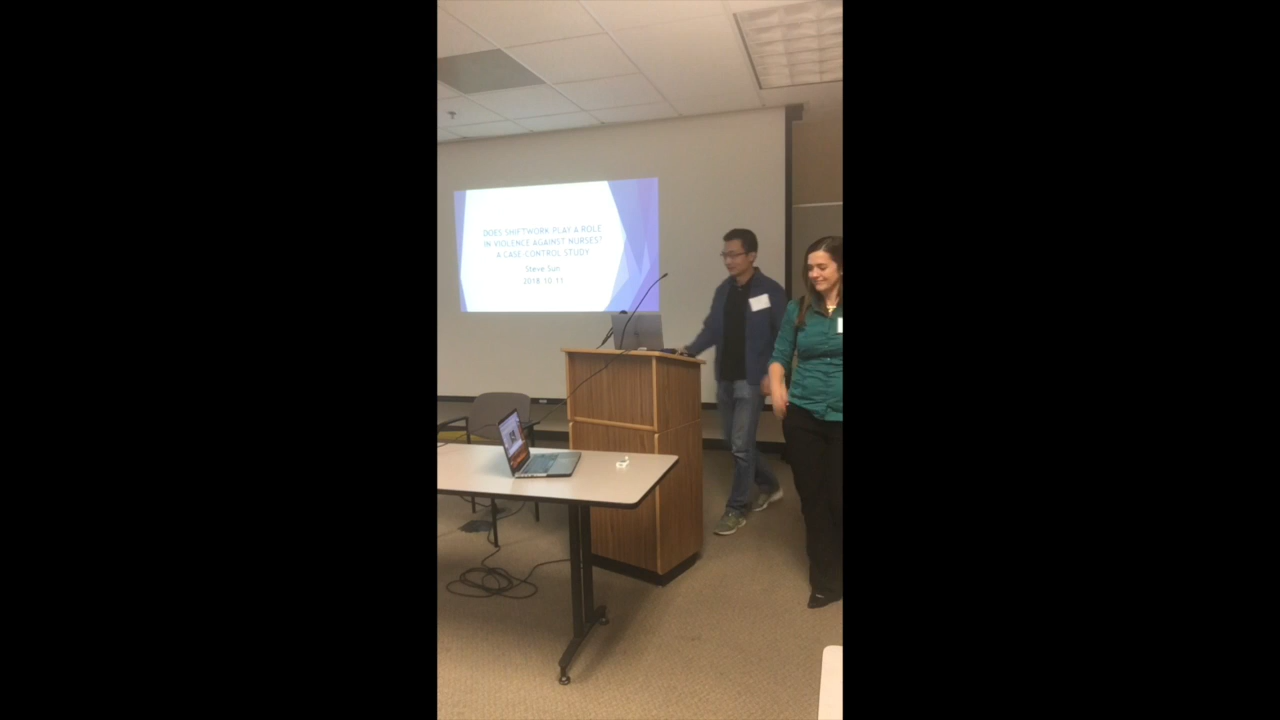 DOES SHIFTWORK PLAY A ROLE
IN VIOLENCE AGAINST NURSES?
A CASE-CONTROL STUDY
Steve Sun
2018.10.11